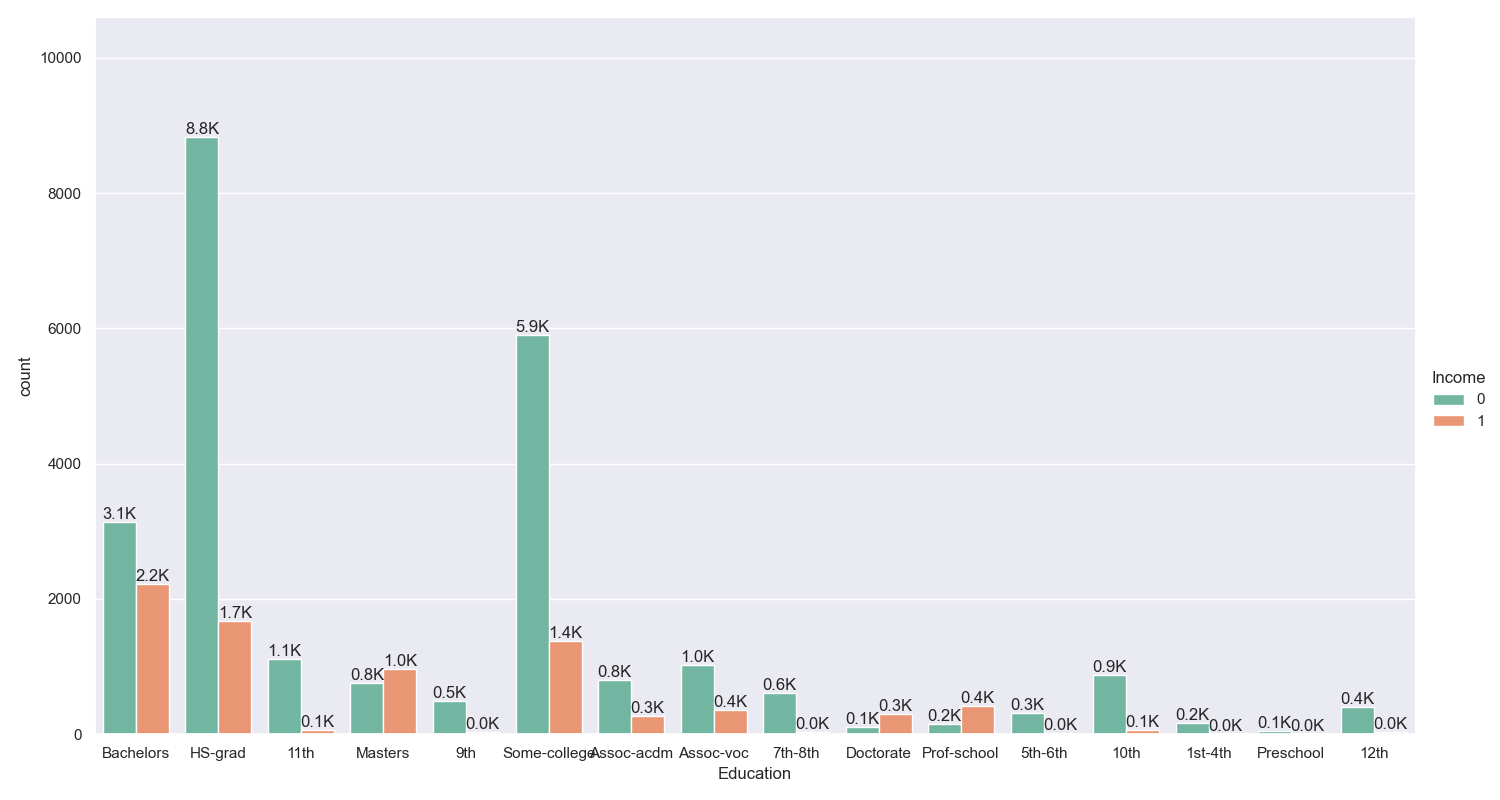 10000
8000
6000
4000
2000
0
count
8.8K
5.9K
3.1K
2.2K
1.7K
1.1K
0.1K
0.8K
1.0K
0.5K
0.0K
1.4K
0.8K
0.3K
1.0K
0.4K
0.6K
0.0K
0.1K
0.3K
0.2K
0.4K
0.3K
0.0K
0.9K
0.1K
0.2K
0.0K
0.1K
0.0K
0.4K
0.0K
Bachelors HS-grad 11th Masters 9th Some-college Assoc-acdm Assoc-voc 7th-8th Doctorate Prof-school 5th-6th 10th 1st-4th Preschool 12th
Education
Income
0
1